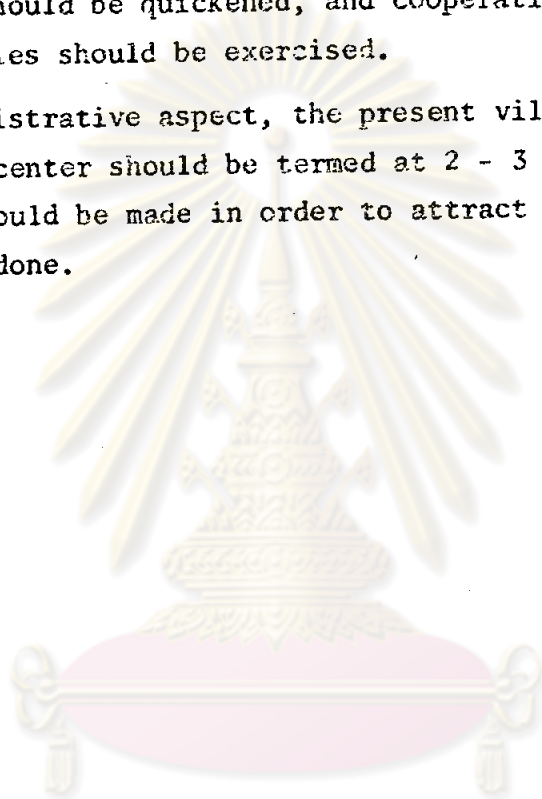 hould be quickened, and cooperati
es should be exercised.
istrative aspect, the present vil
center should be termed at 2 - 3
ould be made in order to attract
done.